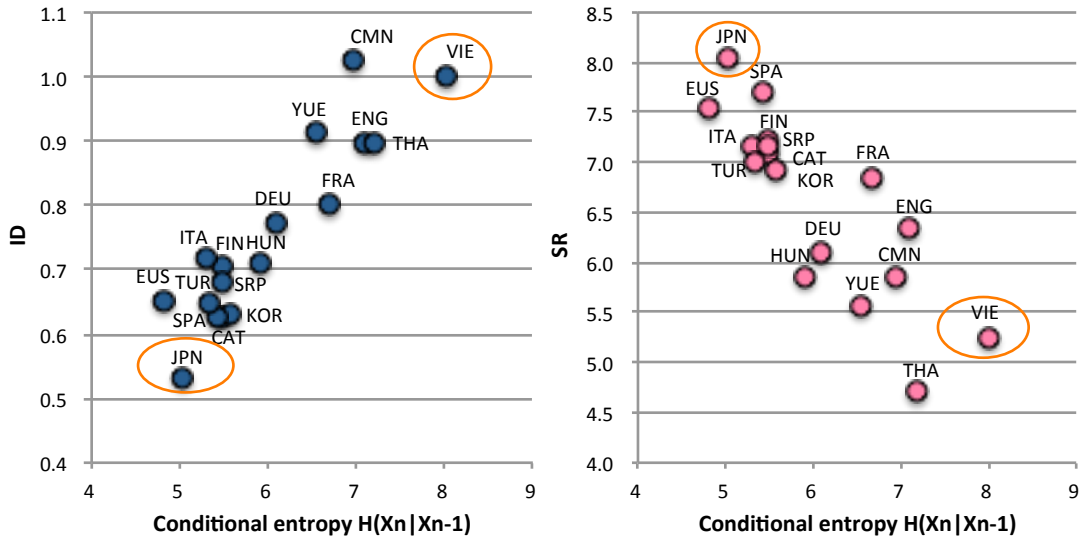 1.1
1.0
0.9
0.8
0.7
0.6
0.5
0.4
ID
CMN
VIE
YUE
ENG
THA
FRA
DEU
ITA
FIN
HUN
EUS
TUR
SRP
SPA
KOR
CAT
JPN
4 5 6 7 8 9
Conditional entropy H(Xn|Xn-1)
8.5
8.0
7.5
7.0
6.5
6.0
5.5
5.0
4.5
4.0
SR
JPN
SPA
EUS
FIN
ITA
SRP
CAT
TUR
KOR
FRA
ENG
DEU
HUN
CMN
YUE
VIE
THA
4 5 6 7 8 9
Conditional entropy H(Xn|Xn-1)